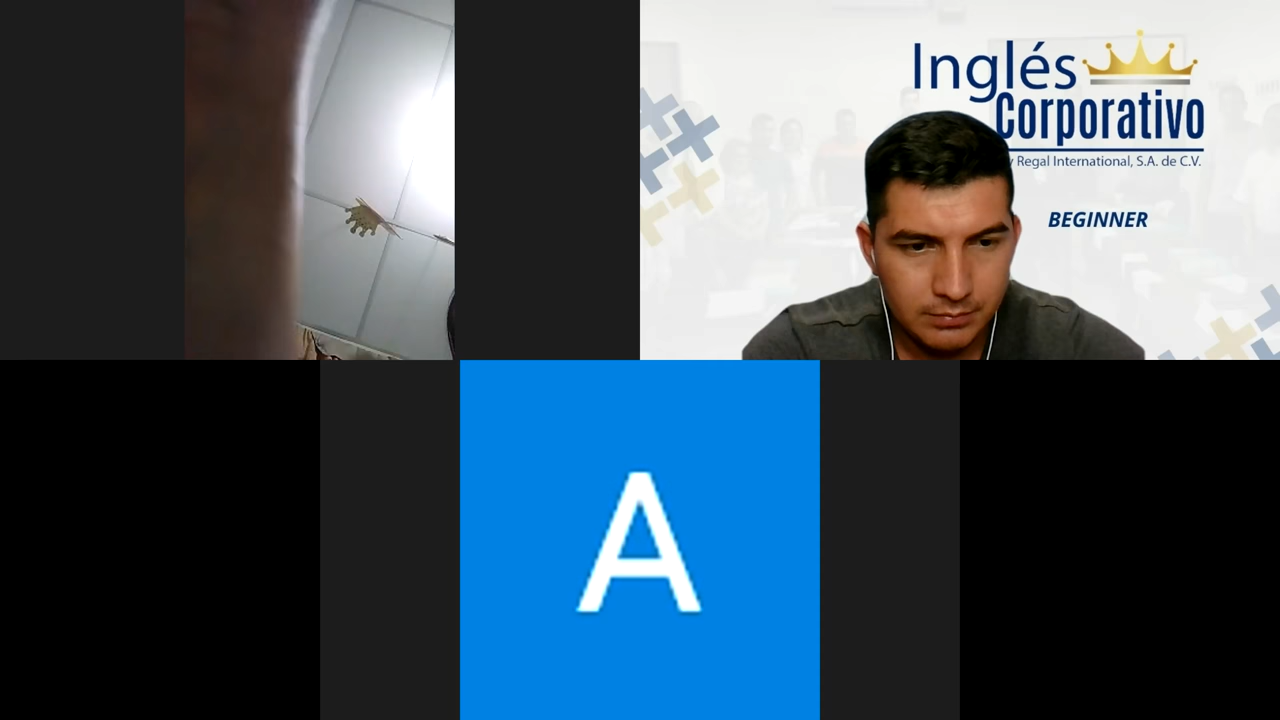 Inglés
Corporativo
y Regal International, S.A. de C.V.
BEGINNER
A